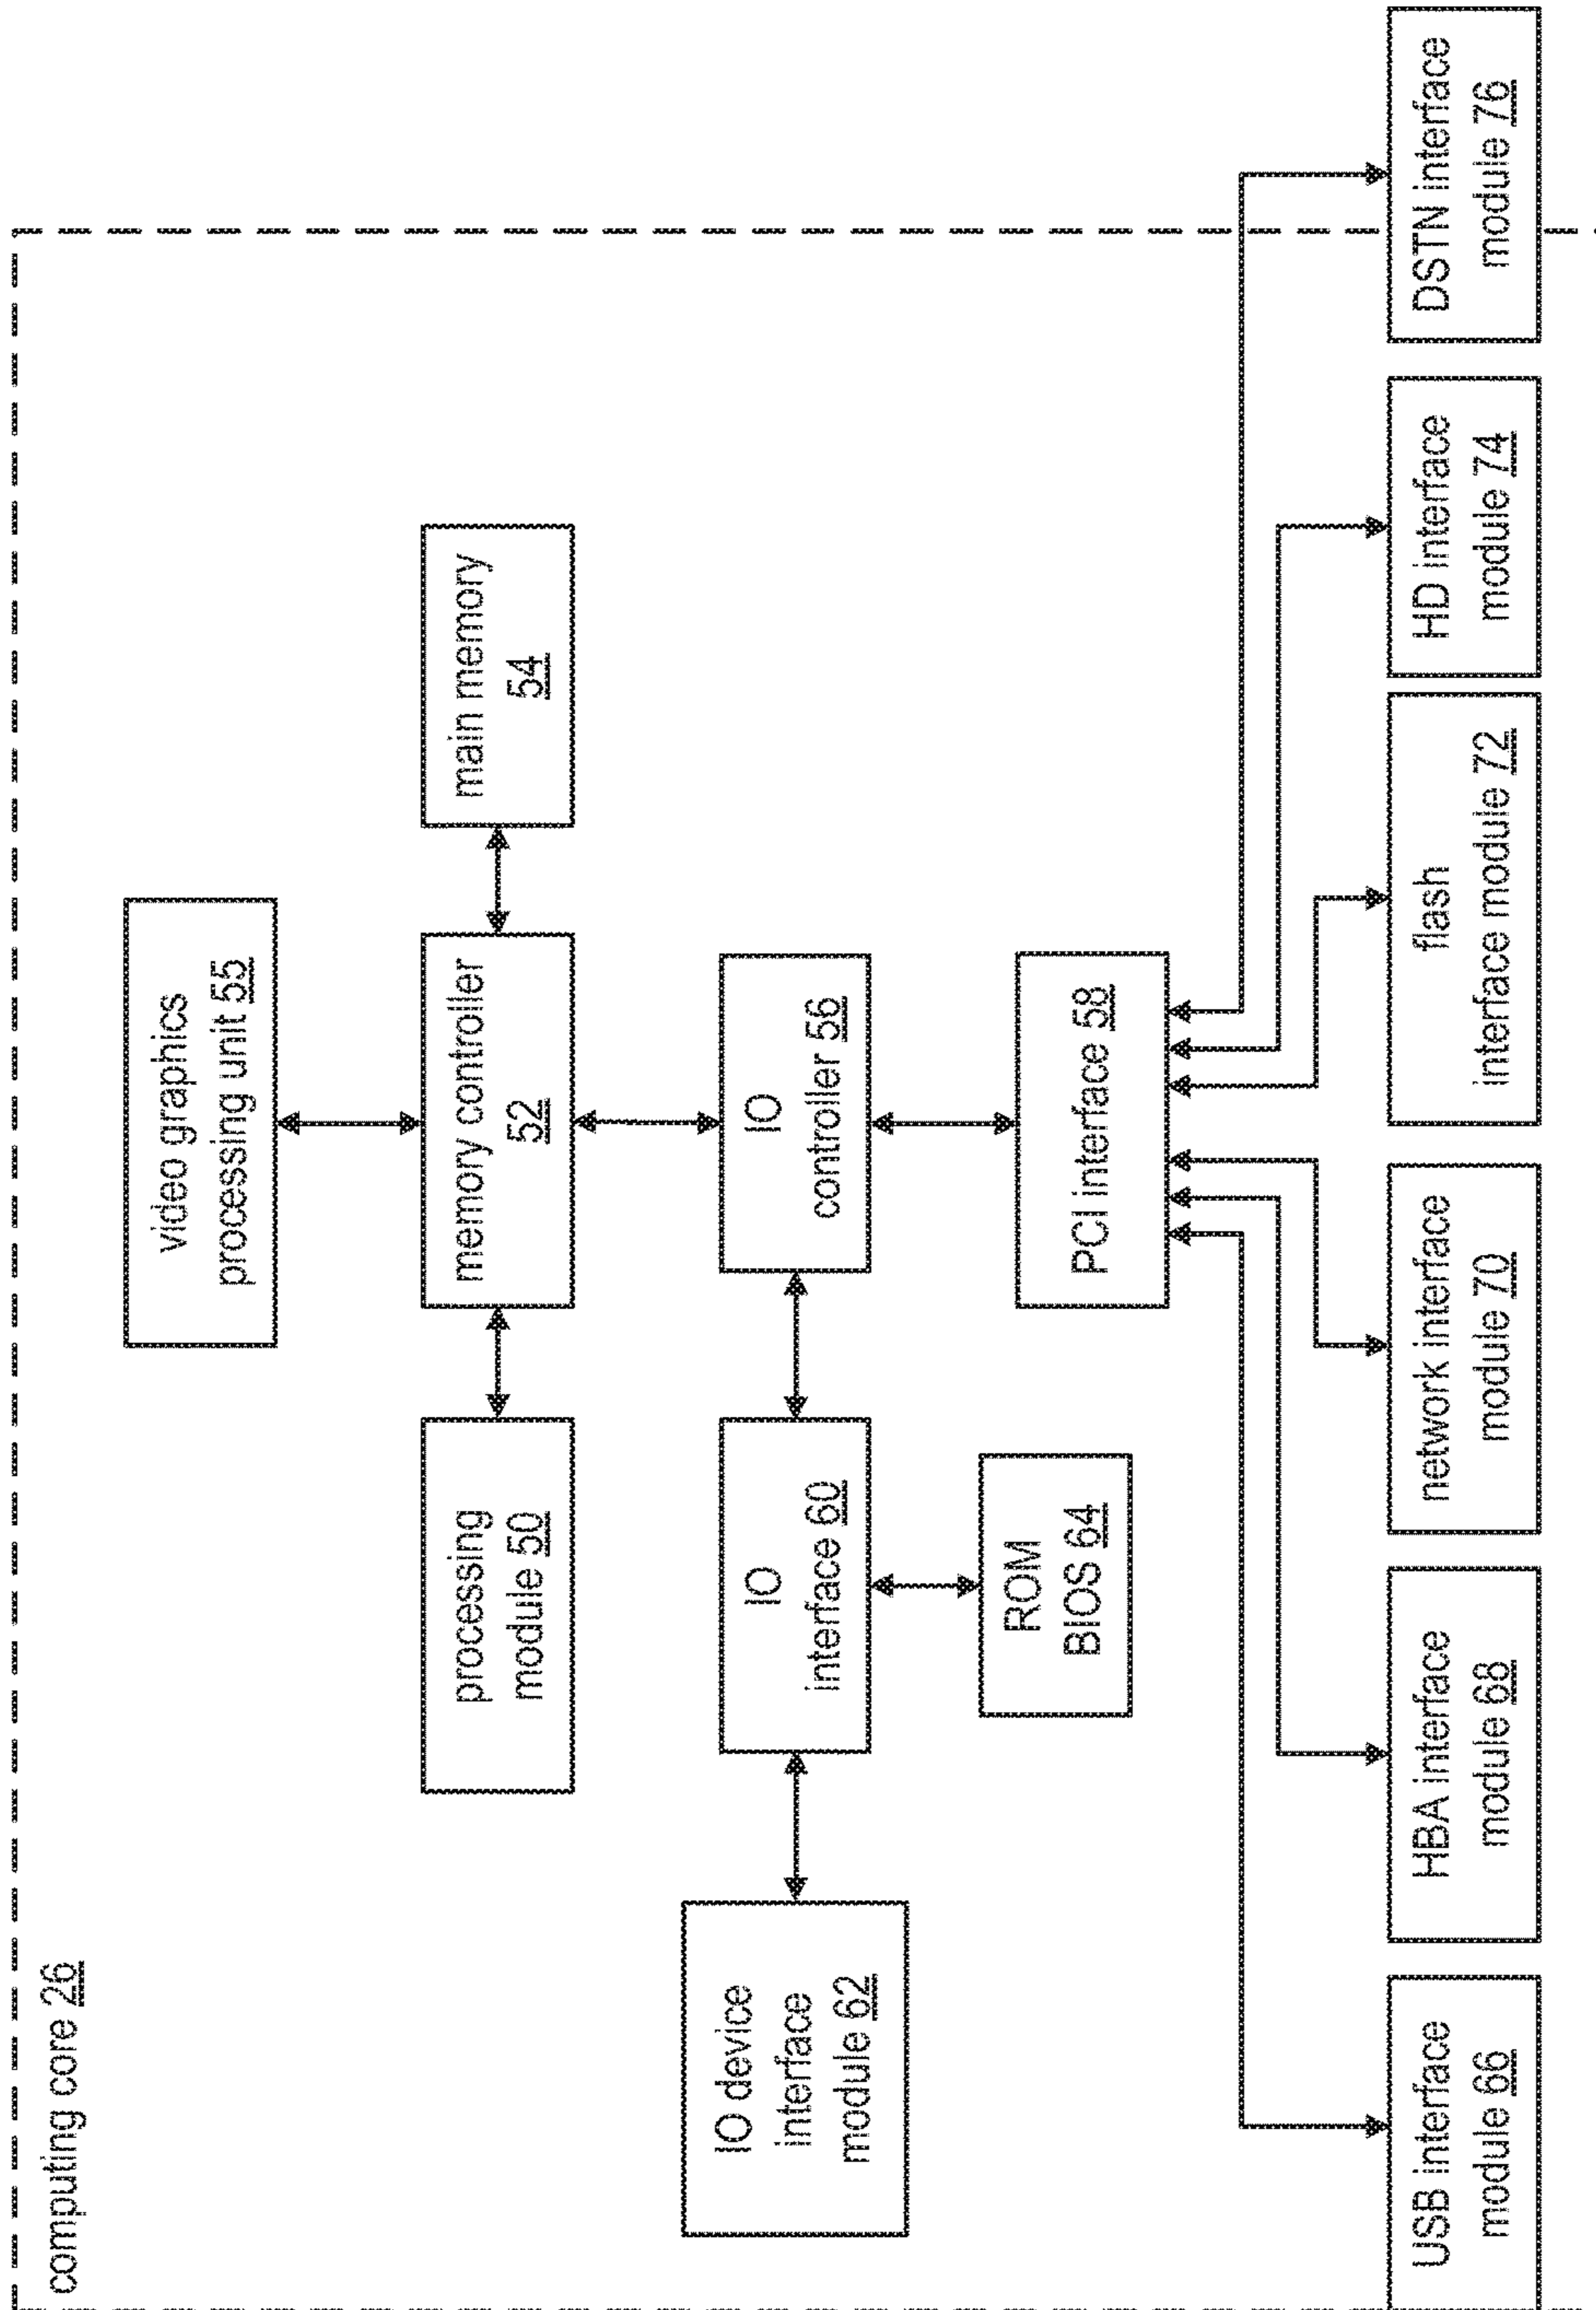 computing core 26
video graphics
processing unit 55
processing
module 50
memory controller
52
main memory
54
IO device
interface
module 62
IO
interface 60
IO
controller 56
ROM
BIOS 64
PCI interface 58
USB interface
module 66
HBA interface
module 68
network interface
module 70
flash
interface module 72
HD interface
module 74
DSTN interface
module 76